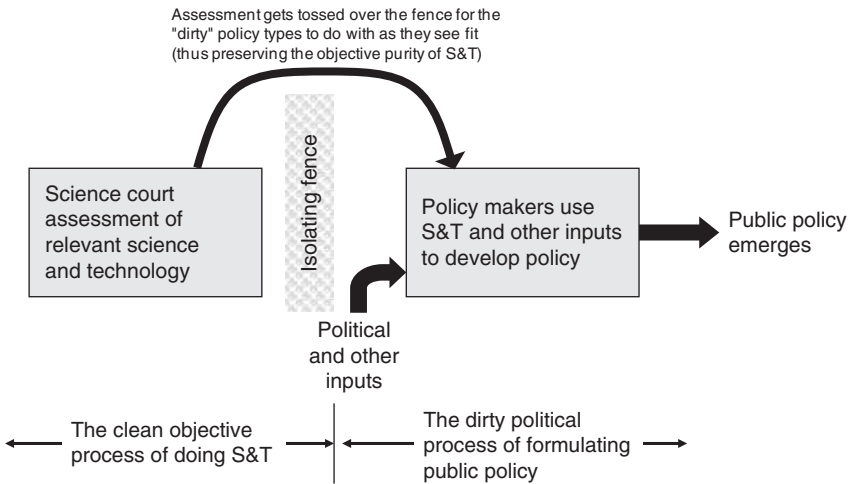 Assessment gets tossed over the fence for the
"dirty" policy types to do with as they see fit
(thus preserving the objective purity of S&T)
Science court
assessment of
relevant science
and technology
Isolating fence
Policy makers use
S&T and other inputs
to develop policy
Public policy
emerges
Political
and other
inputs
The clean objective
process of doing S&T
The dirty political
process of formulating
public policy